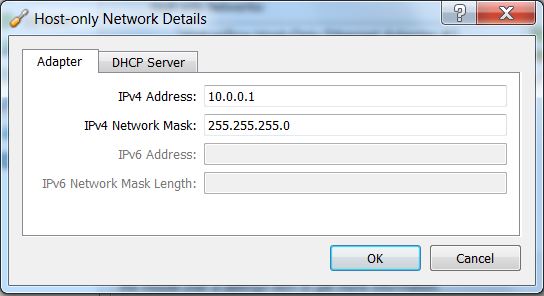 Host-only Network Details
Adapter
DHCP Server
IPv4 Address: 10.0.0.1
IPv4 Network Mask: 255.255.255.0
IPv6 Address:
IPv6 Network Mask Length:
OK Cancel